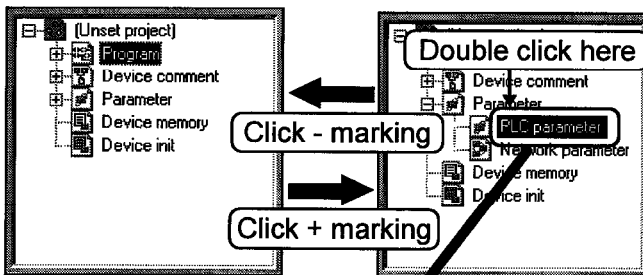 (Unset project)
Program
Device comment
Parameter
Device memory
Device init
Click - marking
Click + marking
Double click here
Device comment
Parameter
PLC parameter
Network parameter
Device memory
Device init